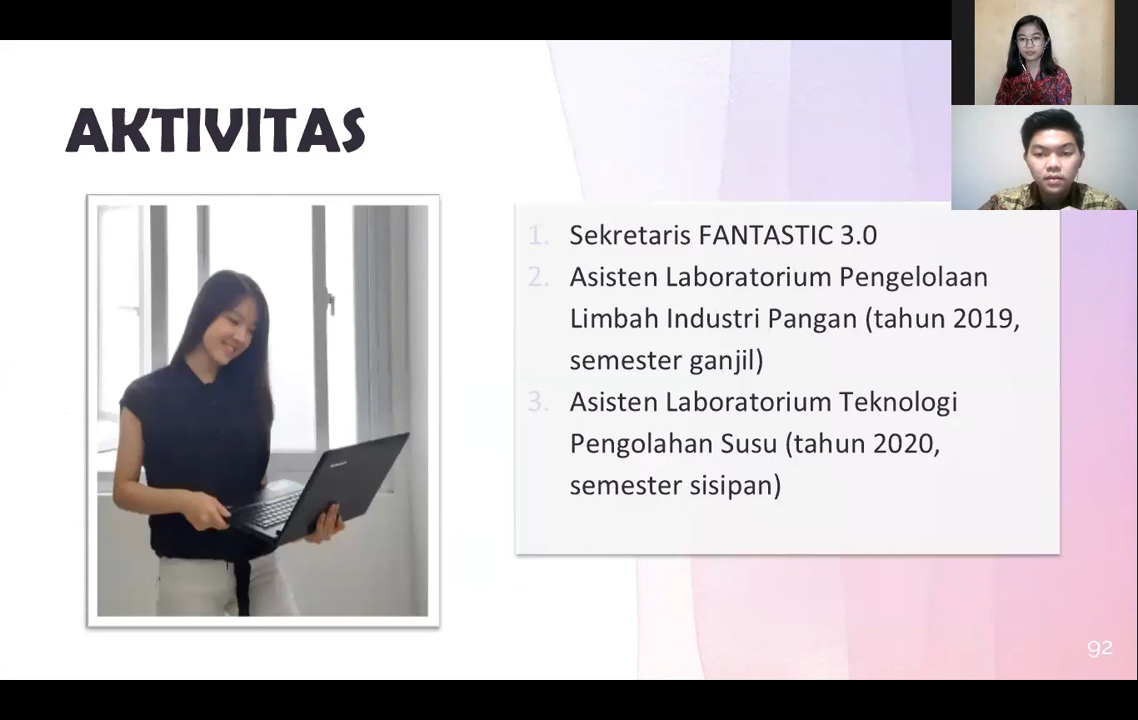 AKTIVITAS
1. Sekretaris FANTASTIC 3.0
2. Asisten Laboratorium Pengelolaan
Limbah Industri Pangan (tahun 2019,
semester ganjil)
3. Asisten Laboratorium Teknologi
Pengolahan Susu (tahun 2020,
semester sisipan)
92